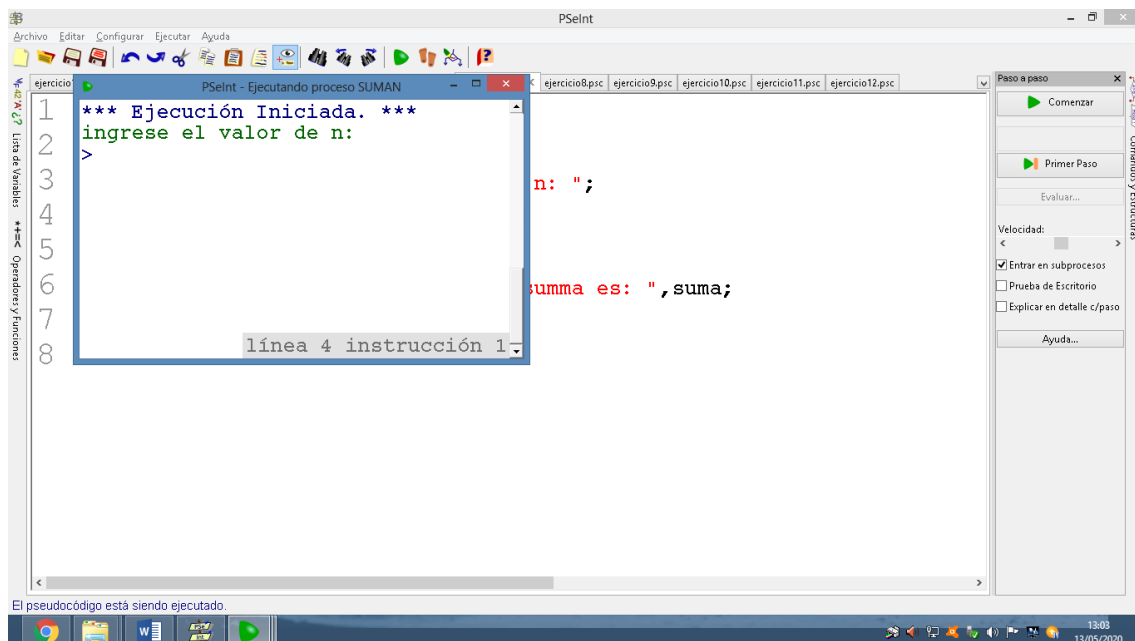 PSeInt
Archivo Editar Configurar Ejecutar Ayuda
ejercicio
ejercicio8.psc ejercicio9.psc ejercicio10.psc ejercicio11.psc ejercicio12.psc
PSeInt - Ejecutando proceso SUMAN
*** Ejecución Iniciada. ***
ingrese el valor de n:
>
línea 4 instrucción 1
1
2
3
n: ";
4
5
6
summa es: ",suma;
7
8
Lista de Variables
*+=< Operadores y Funciones
Paso a paso
Comenzar
Primer Paso
Evaluar...
Velocidad:
Entrar en subprocesos
Prueba de Escritorio
Explicar en detalle c/paso
Ayuda...
Comandos y Estructuras
El pseudocódigo está siendo ejecutado.
13:03
13/05/2020